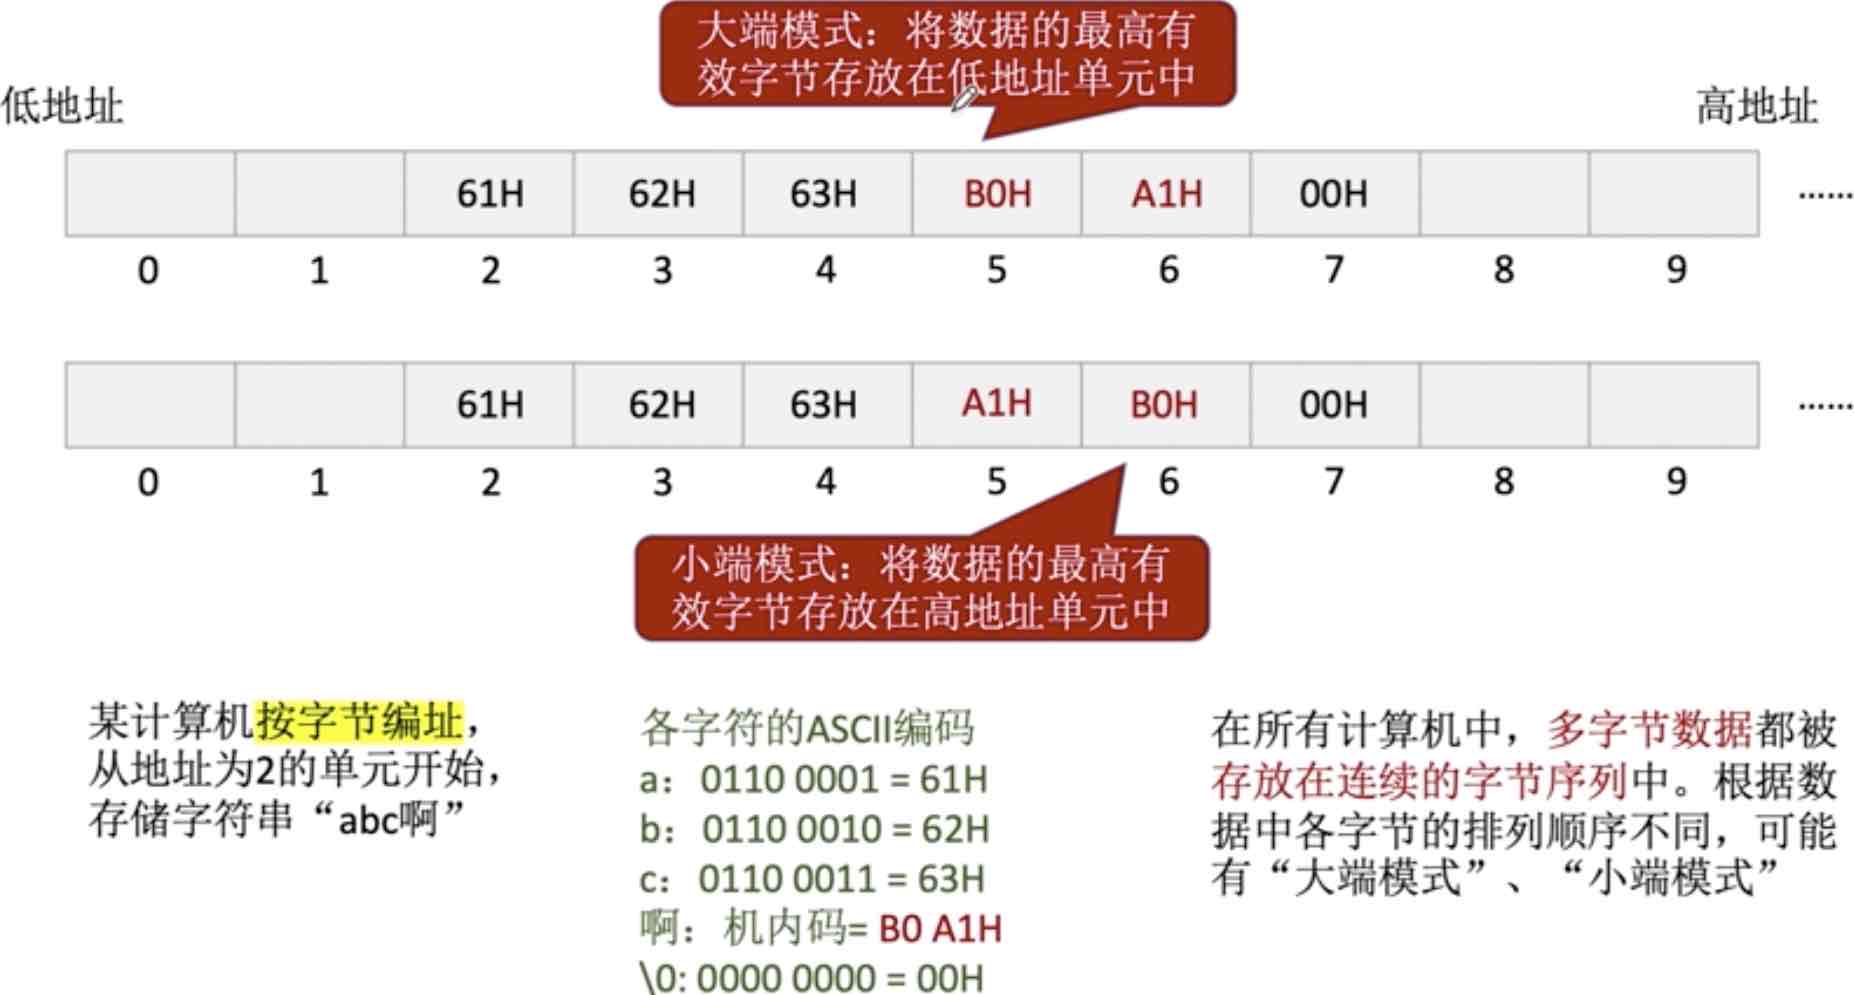 大端模式：将数据的最高有
效字节存放在低地址单元中
低地址
高地址
61H 62H 63H B0H A1H 00H ······
0 1 2 3 4 5 6 7 8 9
61H 62H 63H A1H B0H 00H ······
0 1 2 3 4 5 6 7 8 9
小端模式：将数据的最高有
效字节存放在高地址单元中
某计算机按字节编址，
从地址为2的单元开始，
存储字符串“abc啊”
各字符的ASCII编码
a：0110 0001 = 61H
b：0110 0010 = 62H
c：0110 0011 = 63H
啊：机内码= B0 A1H
\0: 0000 0000 = 00H
在所有计算机中，多字节数据都被
存放在连续的字节序列中。根据数
据中各字节的排列顺序不同，可能
有“大端模式”、“小端模式”